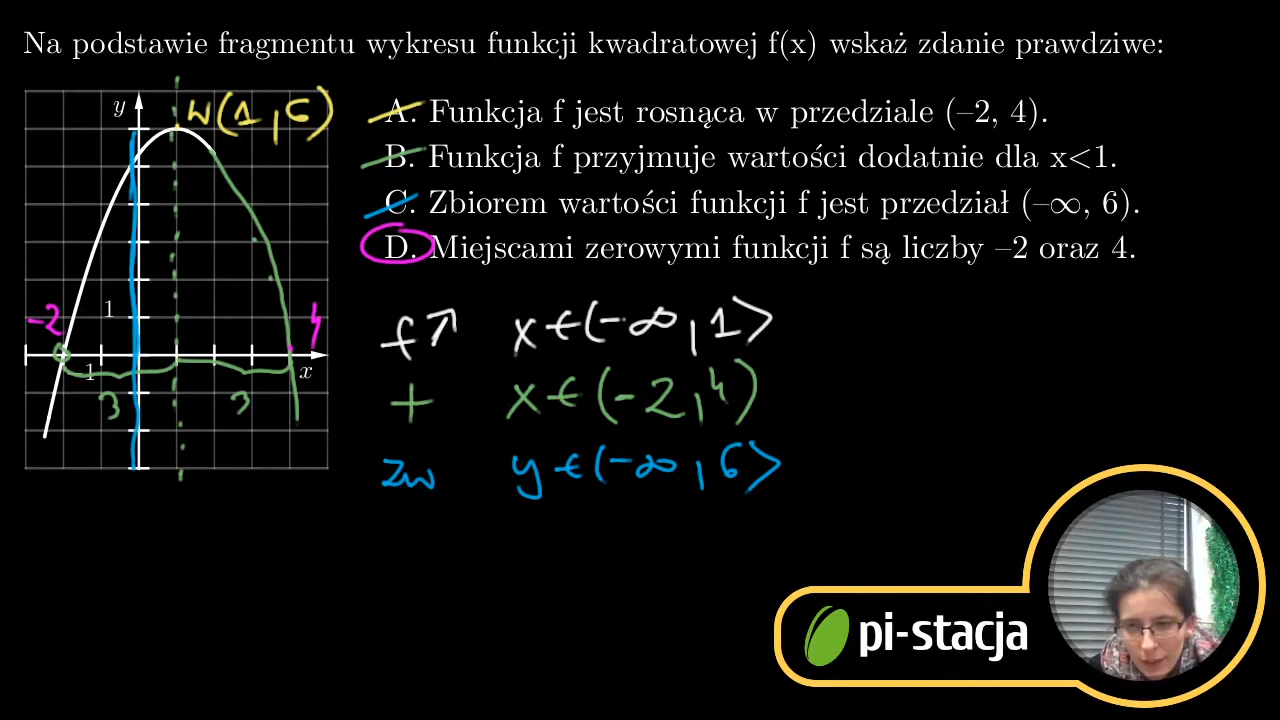 Na podstawie fragmentu wykresu funkcji kwadratowej f(x) wskaż zdanie prawdziwe:
y
W(1,6)
A. Funkcja f jest rosnąca w przedziale (–2, 4).
B. Funkcja f przyjmuje wartości dodatnie dla x<1.
C. Zbiorem wartości funkcji f jest przedział (–∞, 6).
D. Miejscami zerowymi funkcji f są liczby –2 oraz 4.
1
-2
4
1
x
3
3
f↗ x∈(-∞,1>
+ x∈(-2,4)
zw y∈(-∞,6>
pi-stacja